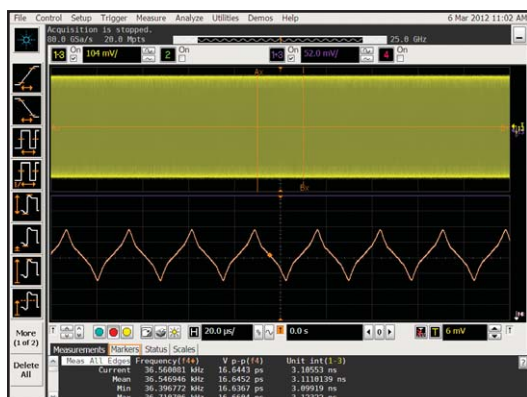 File Control Setup Trigger Measure Analyze Utilities Demos Help 6 Mar 2012 11:02 AM
Acquisition is stopped.
80.0 GSa/s 20.0 Mpts 25.0 GHz
1-3 On 104 mV/ 2 On 1-3 On 52.0 mV/ 4 On
Ax
Bx
More
(1 of 2)
Delete
All
H 20.0 µs/ 0.0 s 0 T 6 mV
Measurements Markers Status Scales
Meas All Edges Frequency(f4) V p-p(f4) Unit int(1-3)
Current 36.560081 kHz 16.6443 ps 3.10553 ns
Mean 36.546946 kHz 16.6452 ps 3.1110139 ns
Min 36.396772 kHz 16.6367 ps 3.09919 ns